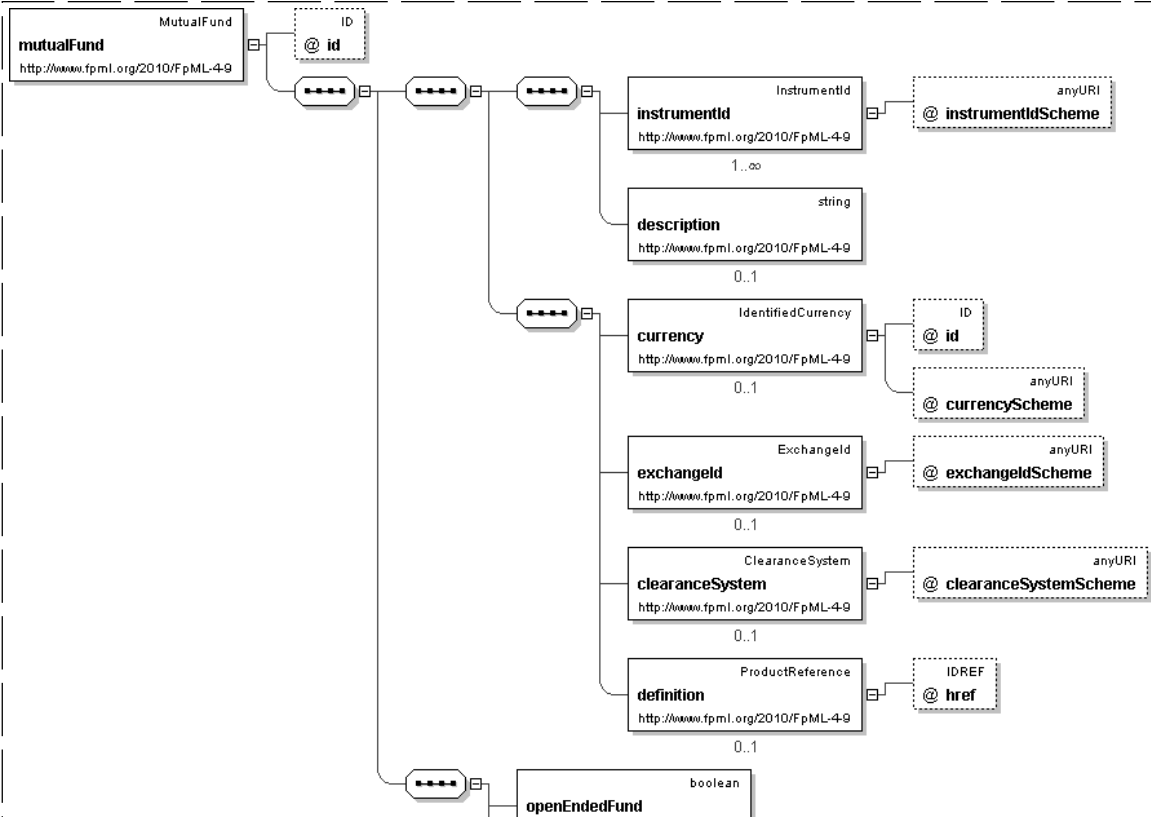 MutualFund
mutualFund
http://www.fpml.org/2010/FpML-4-9
ID
@ id
InstrumentId
instrumentId
http://www.fpml.org/2010/FpML-4-9
1..∞
anyURI
@ instrumentIdScheme
string
description
http://www.fpml.org/2010/FpML-4-9
0..1
IdentifiedCurrency
currency
http://www.fpml.org/2010/FpML-4-9
0..1
ID
@ id
anyURI
@ currencyScheme
ExchangeId
exchangeId
http://www.fpml.org/2010/FpML-4-9
0..1
anyURI
@ exchangeIdScheme
ClearanceSystem
clearanceSystem
http://www.fpml.org/2010/FpML-4-9
0..1
anyURI
@ clearanceSystemScheme
ProductReference
definition
http://www.fpml.org/2010/FpML-4-9
0..1
IDREF
@ href
boolean
openEndedFund